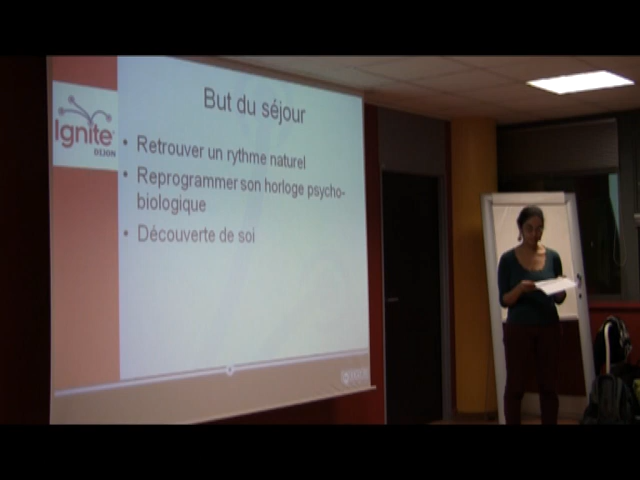 But du séjour
Ignite
DIJON
• Retrouver un rythme naturel
• Reprogrammer son horloge psycho-
biologique
• Découverte de soi